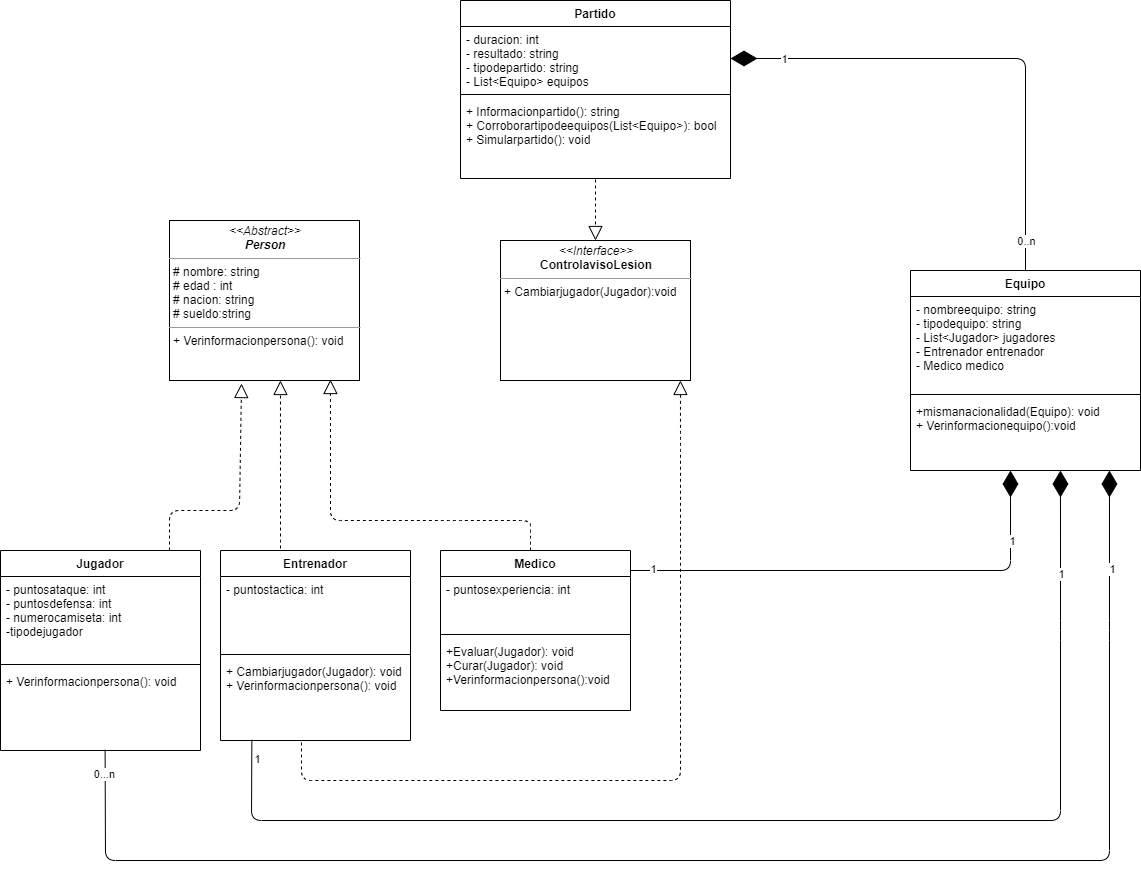 Partido
- duracion: int
- resultado: string
- tipodepartido: string
- List<Equipo> equipos
+ Informacionpartido(): string
+ Corroborartipodeequipos(List<Equipo>): bool
+ Simularpartido(): void
1
0..n
<<Abstract>>
Person
# nombre: string
# edad : int
# nacion: string
# sueldo:string
+ Verinformacionpersona(): void
<<Interface>>
ControlavisoLesion
+ Cambiarjugador(Jugador):void
Equipo
- nombreequipo: string
- tipodequipo: string
- List<Jugador> jugadores
- Entrenador entrenador
- Medico medico
+mismanacionalidad(Equipo): void
+ Verinformacionequipo():void
1
1
1
1
Jugador
- puntosataque: int
- puntosdefensa: int
- numerocamiseta: int
-tipodejugador
+ Verinformacionpersona(): void
0...n
Entrenador
- puntostactica: int
+ Cambiarjugador(Jugador): void
+ Verinformacionpersona(): void
1
Medico
- puntosexperiencia: int
+Evaluar(Jugador): void
+Curar(Jugador): void
+Verinformacionpersona():void